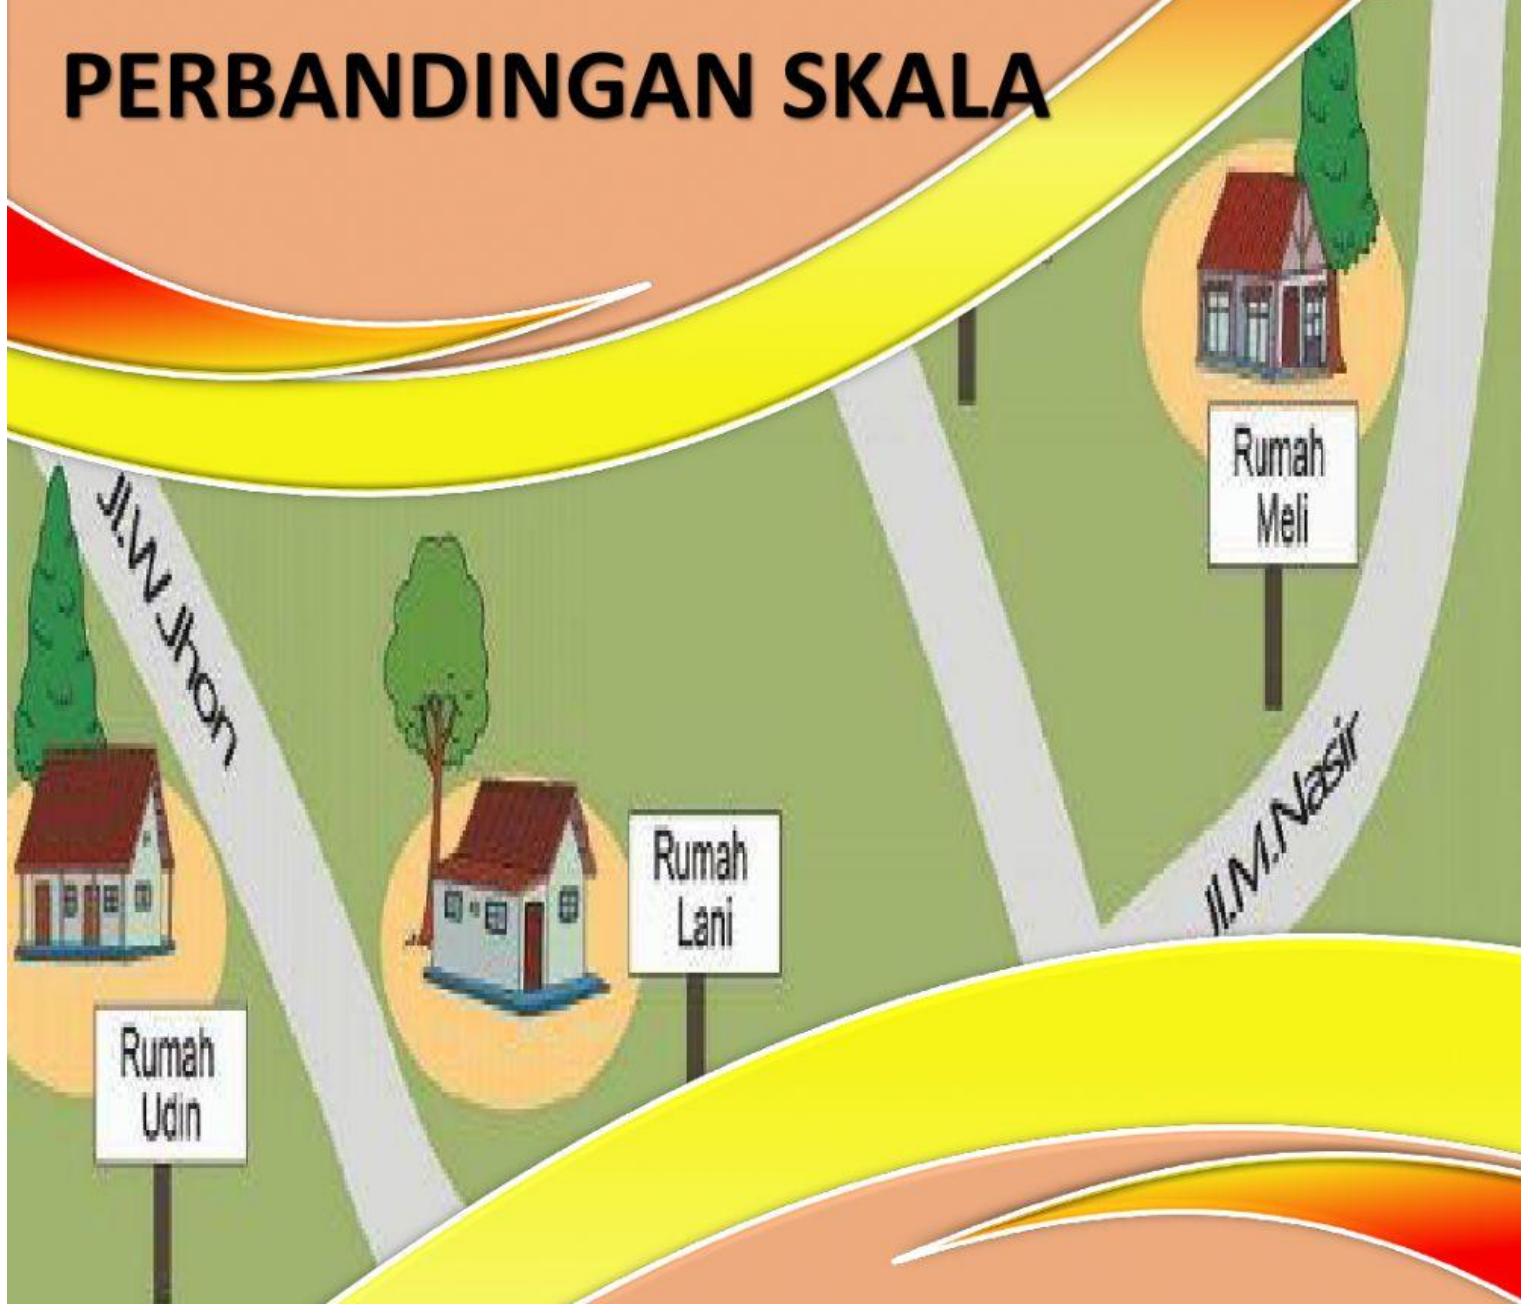 PERBANDINGAN SKALA
Rumah
Meli
Jl.W.Jhon
Jl.M.Nasir
Rumah
Lani
Rumah
Udin